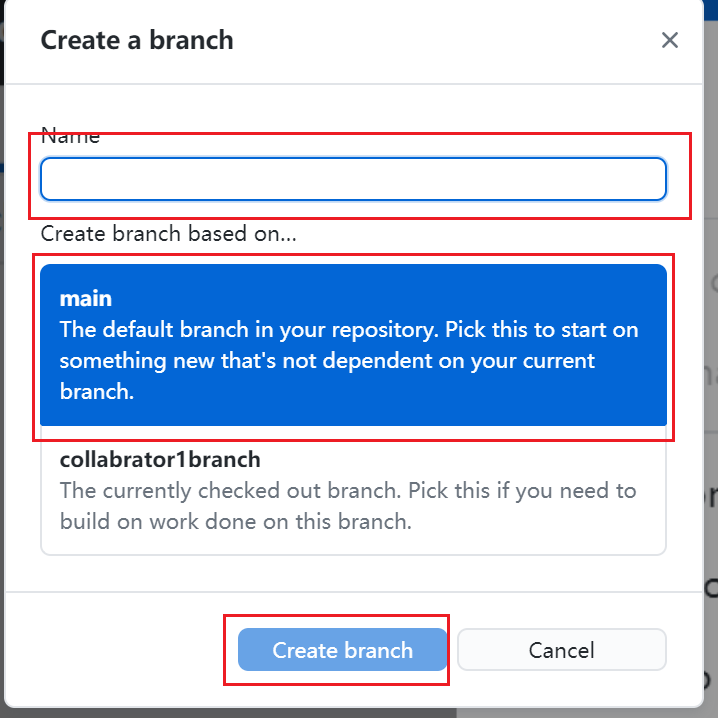 Create a branch
Name
Create branch based on...
main
The default branch in your repository. Pick this to start on
something new that's not dependent on your current
branch.
collabrator1branch
The currently checked out branch. Pick this if you need to
build on work done on this branch.
Create branch
Cancel